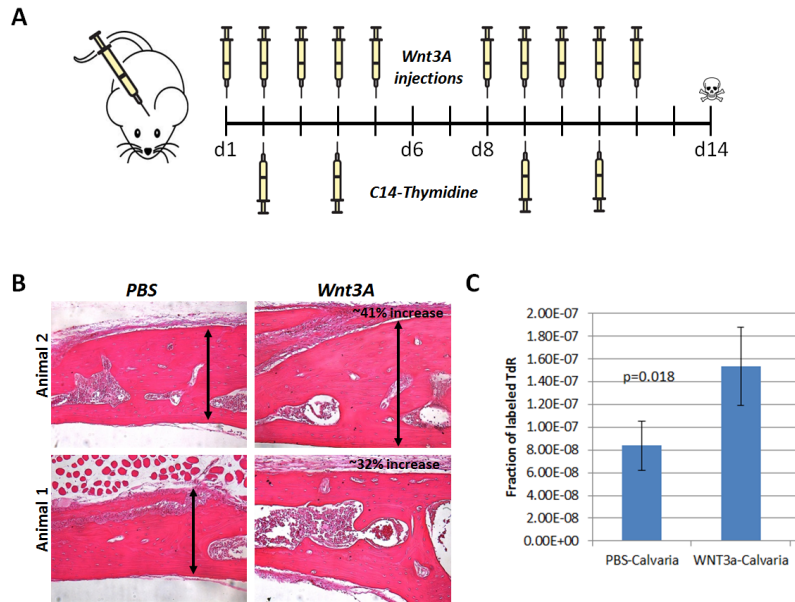 A
Wnt3A
injections
d1
d6
d8
d14
C14-Thymidine
B
PBS
Wnt3A
Animal 2
~41% increase
Animal 1
~32% increase
C
Fraction of labeled TdR
2.00E-07
1.80E-07
1.60E-07
1.40E-07
1.20E-07
1.00E-07
8.00E-08
6.00E-08
4.00E-08
2.00E-08
0.00E+00
p=0.018
PBS-Calvaria
WNT3a-Calvaria